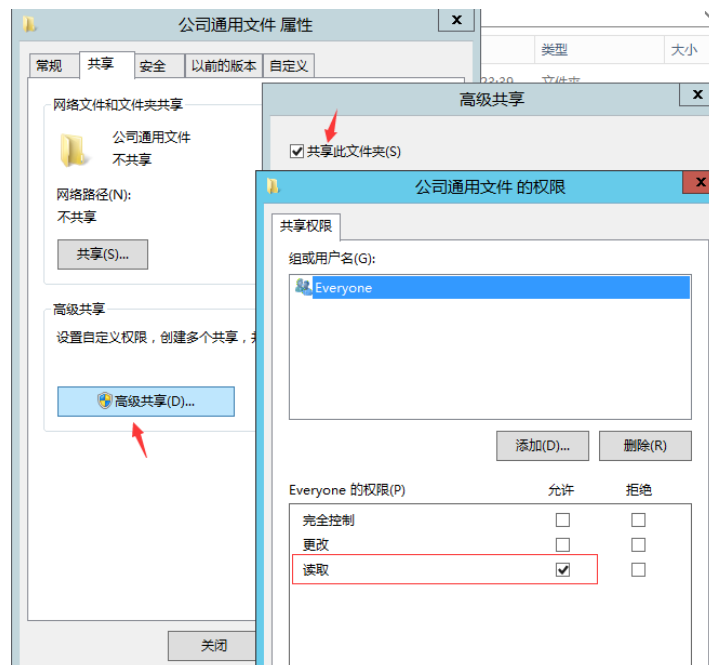 公司通用文件 属性
x
类型
大小
常规
共享
安全
以前的版本
自定义
高级共享
x
网络文件和文件夹共享
公司通用文件
不共享
共享此文件夹(S)
网络路径(N):
不共享
共享(S)...
公司通用文件 的权限
x
共享权限
组或用户名(G):
Everyone
高级共享
设置自定义权限，创建多个共享，
高级共享(D)...
添加(D)...
删除(R)
Everyone 的权限(P)
允许
拒绝
完全控制
更改
读取
关闭